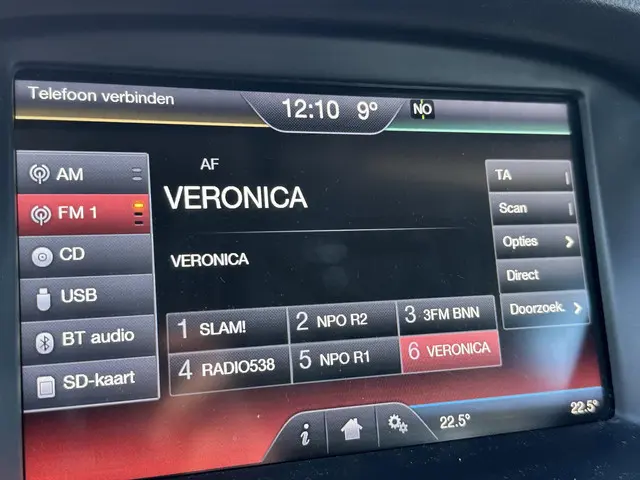 Telefoon verbinden
12:10 9°
NO
AM
FM 1
CD
USB
BT audio
SD-kaart
AF
VERONICA
VERONICA
1 SLAM!
2 NPO R2
3 3FM BNN
4 RADIO538
5 NPO R1
6 VERONICA
TA
Scan
Opties
Direct
Doorzoek.
i
22.5°
22.5°